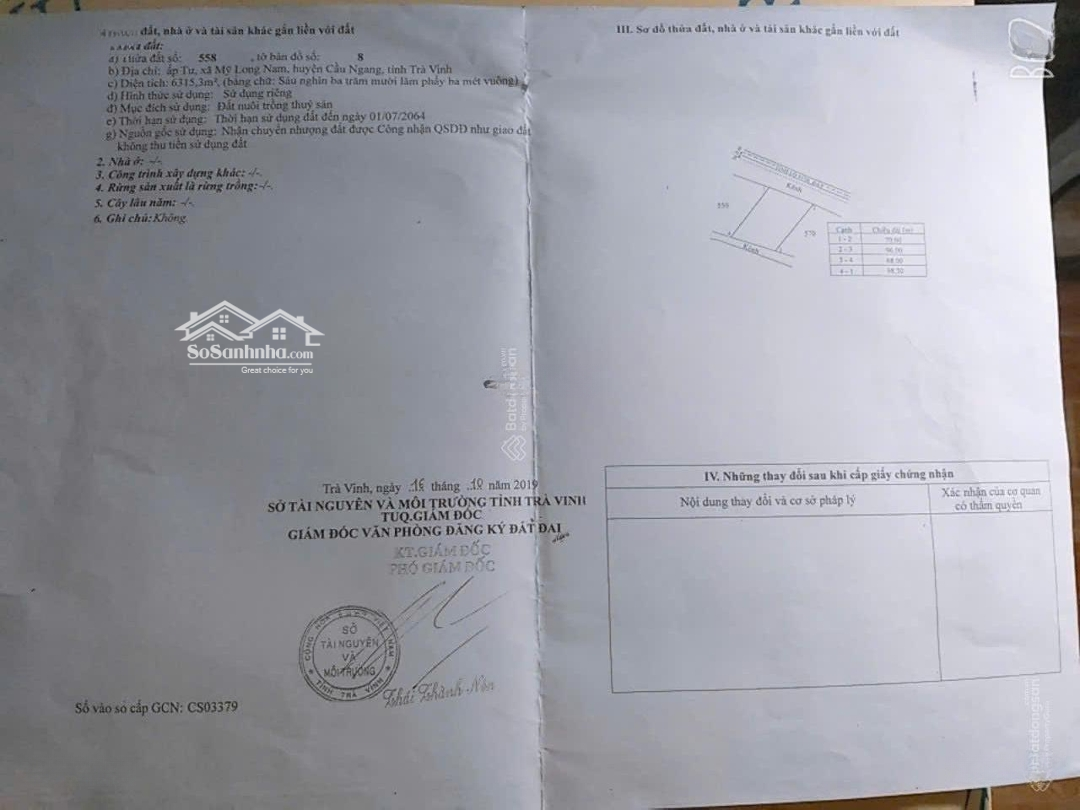 đất, nhà ở và tài sản khác gắn liền với đất
đất:
a) Thửa đất số: 558 , tờ bản đồ số: 8
b) Địa chỉ: ấp Tư, xã Mỹ Long Nam, huyện Cầu Ngang, tỉnh Trà Vinh
c) Diện tích: 6315,3m², (bằng chữ: Sáu nghìn ba trăm mười lăm phẩy ba mét vuông)
d) Hình thức sử dụng: Sử dụng riêng
đ) Mục đích sử dụng: Đất nuôi trồng thuỷ sản
e) Thời hạn sử dụng: Thời hạn sử dụng đất đến ngày 01/07/2064
g) Nguồn gốc sử dụng: Nhận chuyển nhượng đất được Công nhận QSDĐ như giao đất
không thu tiền sử dụng đất
2. Nhà ở: -/-.
3. Công trình xây dựng khác: -/-.
4. Rừng sản xuất là rừng trồng:-/-.
5. Cây lâu năm: -/-.
6. Ghi chú: Không.
SoSanhnha.com
Great choice for you
Trà Vinh, ngày 16 tháng 10 năm 2019
SỞ TÀI NGUYÊN VÀ MÔI TRƯỜNG TỈNH TRÀ VINH
TUQ.GIÁM ĐỐC
GIÁM ĐỐC VĂN PHÒNG ĐĂNG KÝ ĐẤT ĐAI
KT.GIÁM ĐỐC
PHÓ GIÁM ĐỐC
SỞ
TÀI NGUYÊN
VÀ
MÔI TRƯỜNG
TỈNH TRÀ VINH
Thái Thành Nôn
Số vào sổ cấp GCN: CS03379
III. Sơ đồ thửa đất, nhà ở và tài sản khác gắn liền với đất
Kênh
559
579
Kênh
Cạnh Chiều dài (m)
1 - 2
2 - 3
3 - 4 68.00
4 - 1
IV. Những thay đổi sau khi cấp giấy chứng nhận
Nội dung thay đổi và cơ sở pháp lý
Xác nhận của cơ quan
có thẩm quyền
Batdongsan
Batdongsan